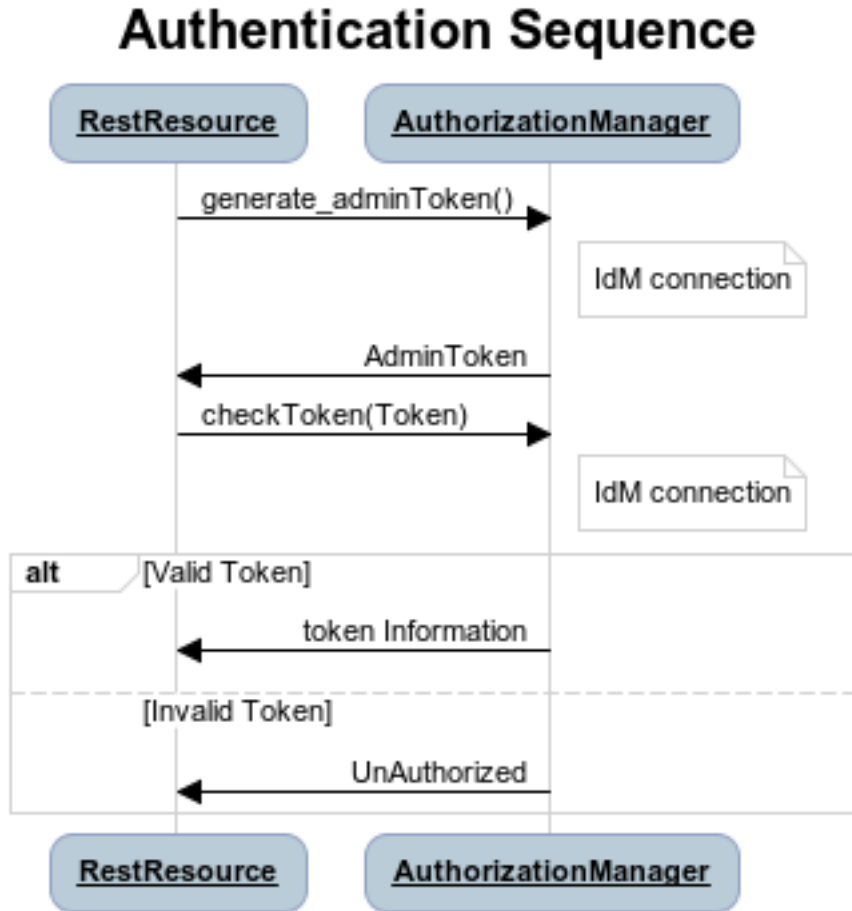 Authentication Sequence
RestResource
AuthorizationManager
generate_adminToken()
IdM connection
AdminToken
checkToken(Token)
IdM connection
alt
[Valid Token]
token Information
[Invalid Token]
UnAuthorized
RestResource
AuthorizationManager